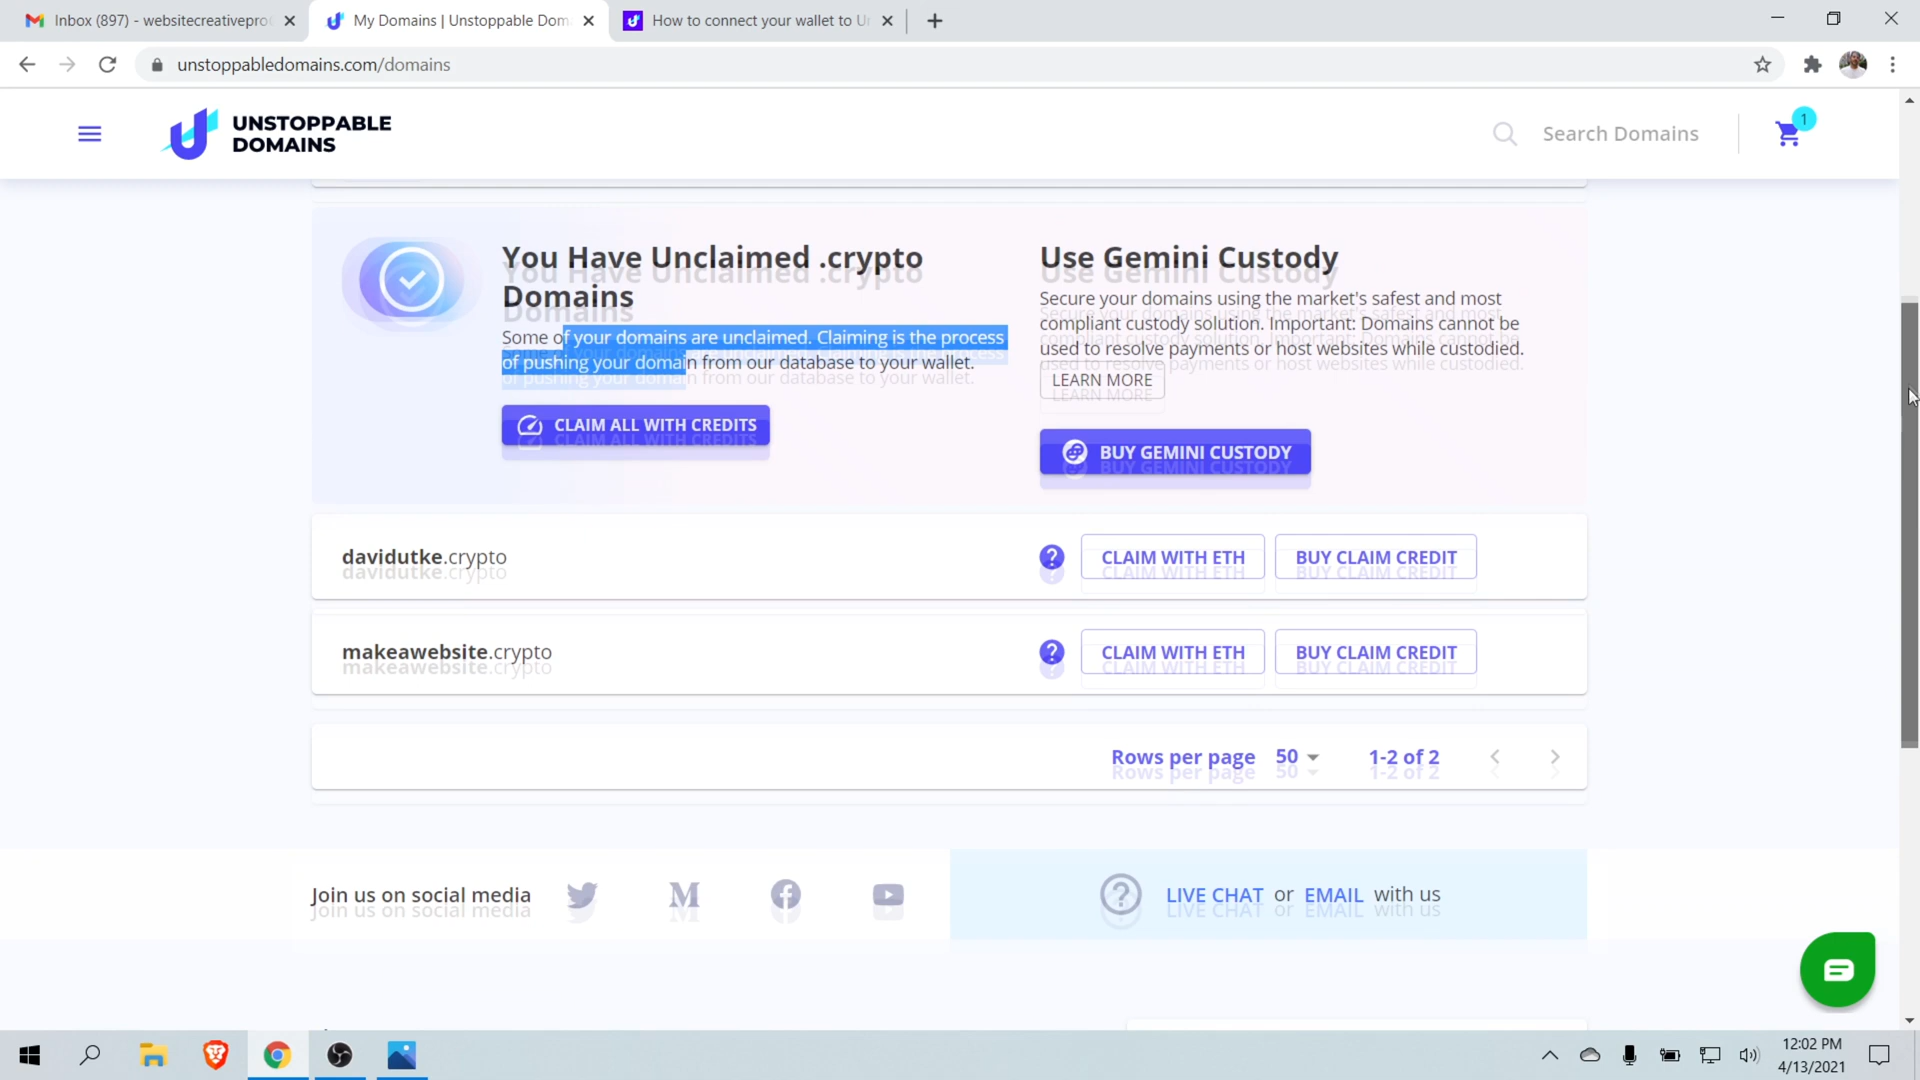 Inbox (897) - websitecreativepro
My Domains | Unstoppable Dom
How to connect your wallet to U
unstoppabledomains.com/domains
UNSTOPPABLE
DOMAINS
Search Domains
1
You Have Unclaimed .crypto
Domains
Some of your domains are unclaimed. Claiming is the process
of pushing your domain from our database to your wallet.
CLAIM ALL WITH CREDITS
Use Gemini Custody
Secure your domains using the market's safest and most
compliant custody solution. Important: Domains cannot be
used to resolve payments or host websites while custodied.
LEARN MORE
BUY GEMINI CUSTODY
davidutke.crypto
CLAIM WITH ETH
BUY CLAIM CREDIT
makeawebsite.crypto
CLAIM WITH ETH
BUY CLAIM CREDIT
Rows per page 50 1-2 of 2
Join us on social media
LIVE CHAT or EMAIL with us
12:02 PM
4/13/2021